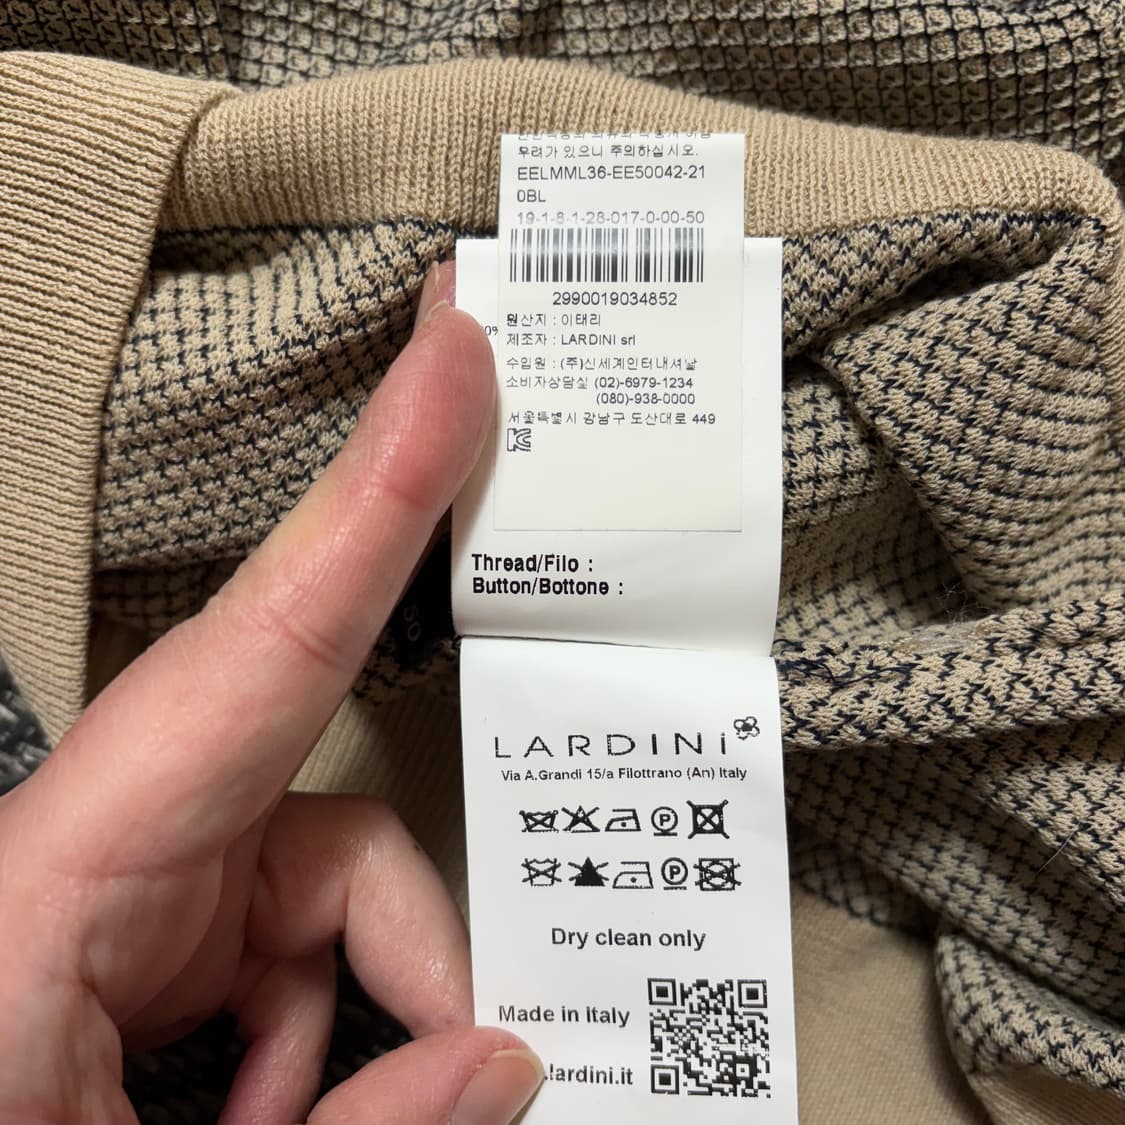 우려가 있으니 주의하십시오.
EELMML36-EE50042-21
0BL
19-1-8-1-28-017-0-00-50
2990019034852
원산지 : 이태리
제조자 : LARDINI srl
수입원 : (주)신세계인터내셔날
소비자상담실 (02)-6979-1234
(080)-938-0000
서울특별시 강남구 도산대로 449
0%
Thread/Filo :
Button/Bottone :
50
LARDINI
Via A.Grandi 15/a Filottrano (An) Italy
P
P
Dry clean only
Made in Italy
.lardini.it